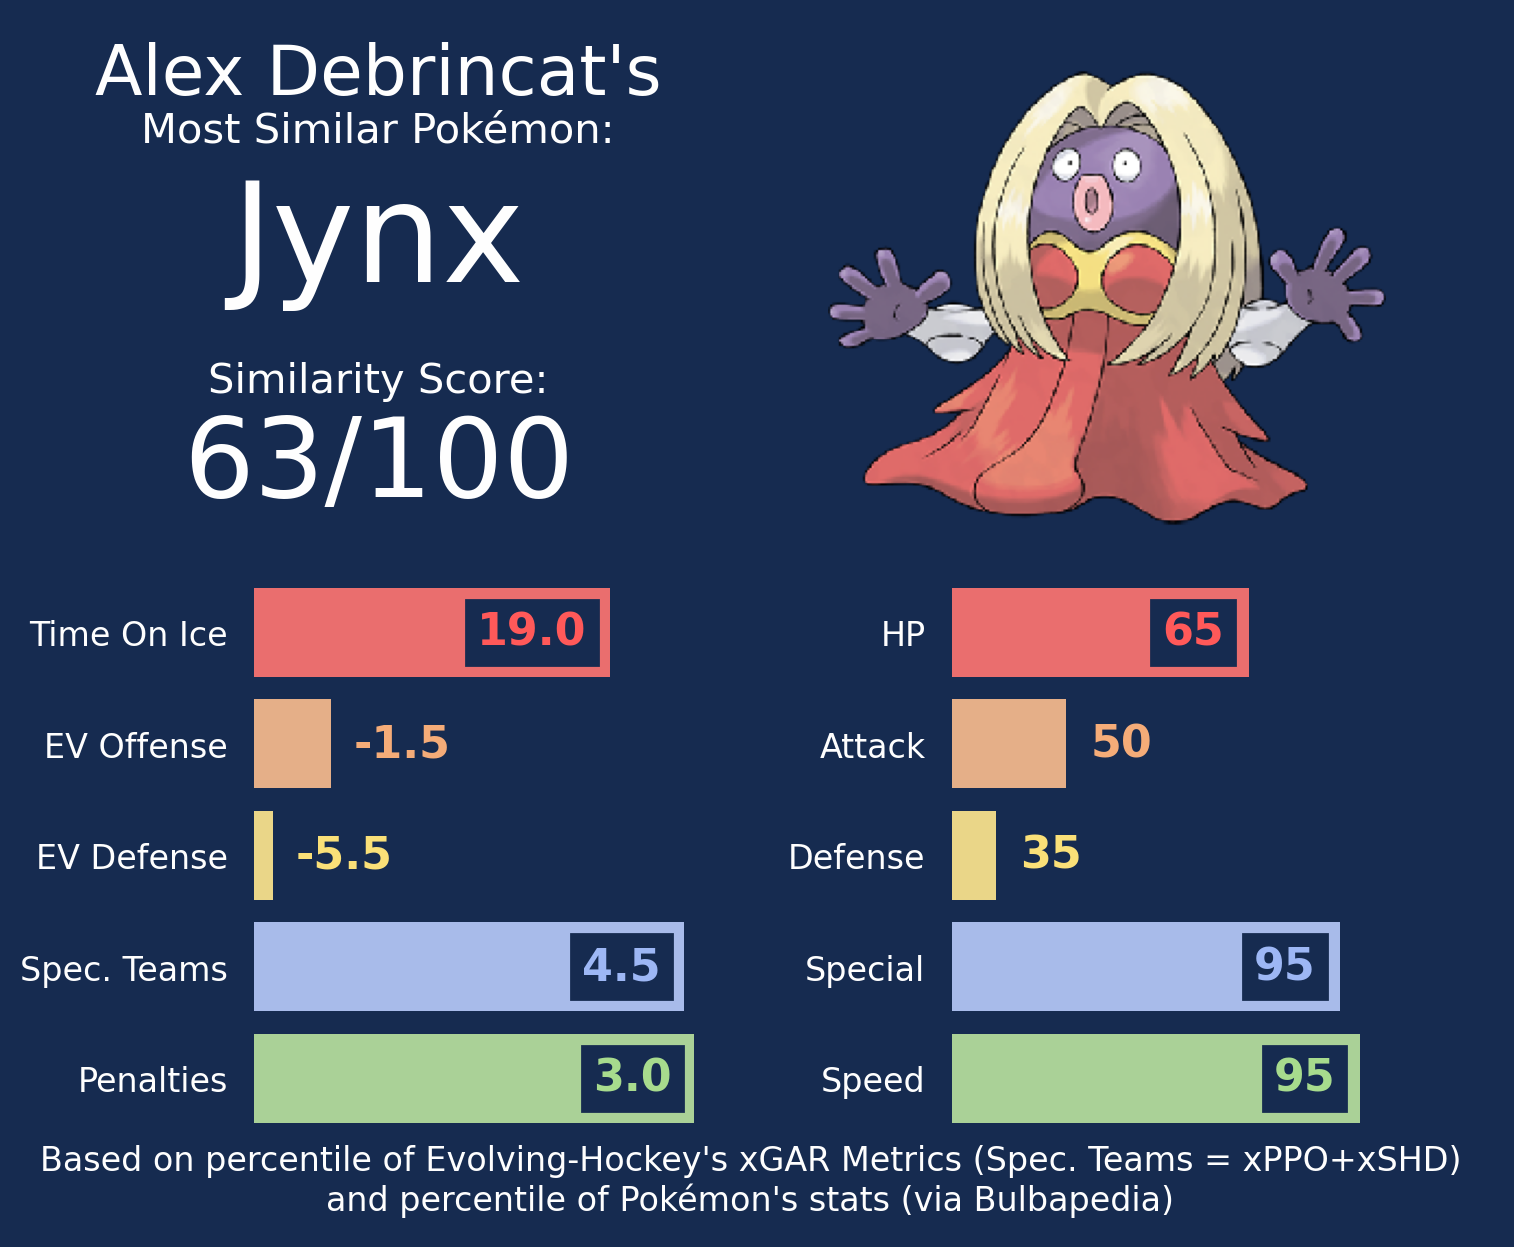 Alex Debrincat's
Most Similar Pokémon:
Jynx
Similarity Score:
63/100
Time On Ice 19.0
EV Offense -1.5
EV Defense -5.5
Spec. Teams 4.5
Penalties 3.0
HP 65
Attack 50
Defense 35
Special 95
Speed 95
Based on percentile of Evolving-Hockey's xGAR Metrics (Spec. Teams = xPPO+xSHD)
and percentile of Pokémon's stats (via Bulbapedia)